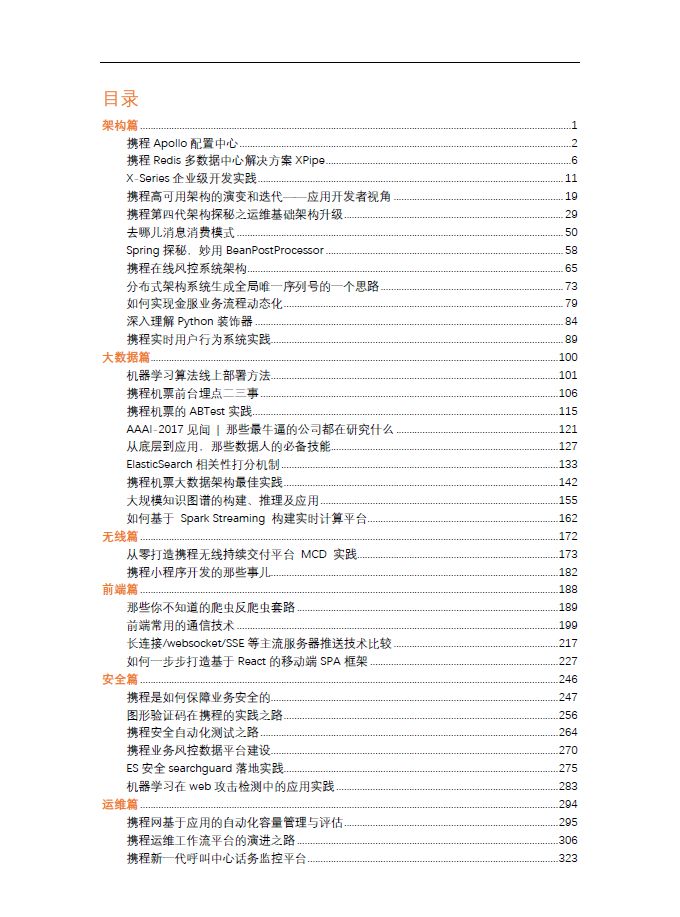 目录
架构篇 1
携程 Apollo 配置中心 2
携程 Redis 多数据中心解决方案 XPipe 6
X-Series 企业级开发实践 11
携程高可用架构的演变和迭代——应用开发者视角 19
携程第四代架构探秘之运维基础架构升级 29
去哪儿消息消费模式 50
Spring 探秘，妙用 BeanPostProcessor 58
携程在线风控系统架构 65
分布式架构系统生成全局唯一序列号的一个思路 73
如何实现金服业务流程动态化 79
深入理解 Python 装饰器 84
携程实时用户行为系统实践 89
大数据篇 100
机器学习算法线上部署方法 101
携程机票前台埋点二三事 106
携程机票的 ABTest 实践 115
AAAI-2017 见闻 | 那些最牛逼的公司都在研究什么 121
从底层到应用，那些数据人的必备技能 127
ElasticSearch 相关性打分机制 133
携程机票大数据架构最佳实践 142
大规模知识图谱的构建、推理及应用 155
如何基于 Spark Streaming 构建实时计算平台 162
无线篇 172
从零打造携程无线持续交付平台 MCD 实践 173
携程小程序开发的那些事儿 182
前端篇 188
那些你不知道的爬虫反爬虫套路 189
前端常用的通信技术 199
长连接/websocket/SSE 等主流服务器推送技术比较 217
如何一步步打造基于 React 的移动端 SPA 框架 227
安全篇 246
携程是如何保障业务安全的 247
图形验证码在携程的实践之路 256
携程安全自动化测试之路 264
携程业务风控数据平台建设 270
ES 安全 searchguard 落地实践 275
机器学习在 web 攻击检测中的应用实践 283
运维篇 294
携程网基于应用的自动化容量管理与评估 295
携程运维工作流平台的演进之路 306
携程新一代呼叫中心话务监控平台 323